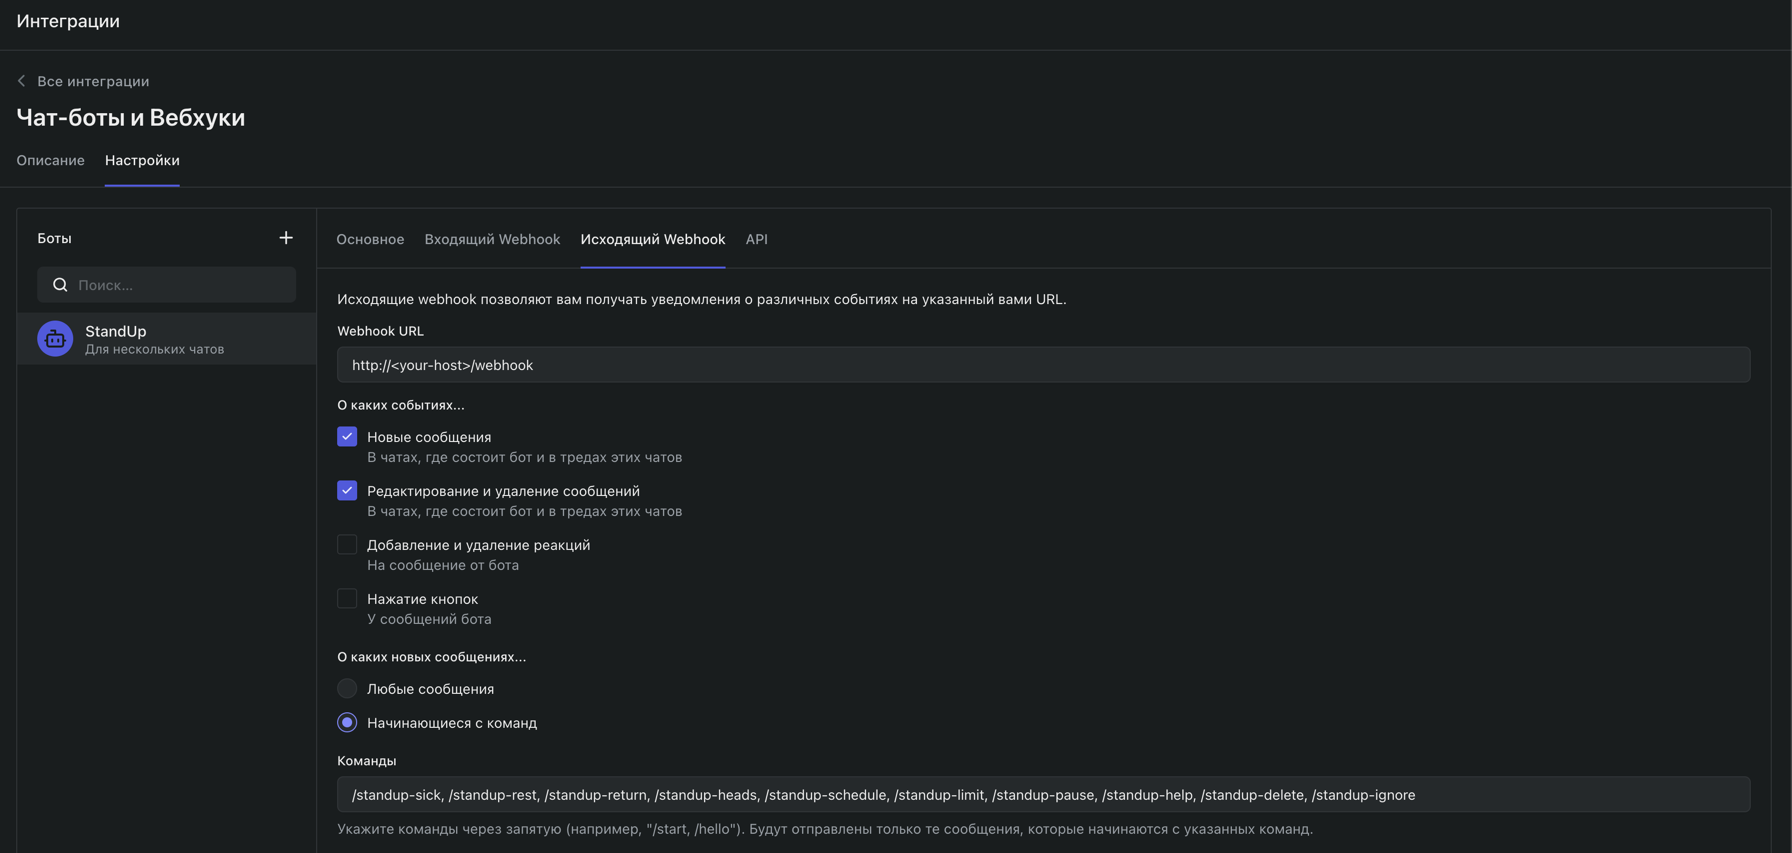 Интеграции
Все интеграции
Чат-боты и Вебхуки
Описание Настройки
Боты
Поиск...
StandUp
Для нескольких чатов
Основное Входящий Webhook Исходящий Webhook API
Исходящие webhook позволяют вам получать уведомления о различных событиях на указанный вами URL.
Webhook URL
http://<your-host>/webhook
О каких событиях...
Новые сообщения
В чатах, где состоит бот и в тредах этих чатов
Редактирование и удаление сообщений
В чатах, где состоит бот и в тредах этих чатов
Добавление и удаление реакций
На сообщение от бота
Нажатие кнопок
У сообщений бота
О каких новых сообщениях...
Любые сообщения
Начинающиеся с команд
Команды
/standup-sick, /standup-rest, /standup-return, /standup-heads, /standup-schedule, /standup-limit, /standup-pause, /standup-help, /standup-delete, /standup-ignore
Укажите команды через запятую (например, "/start, /hello"). Будут отправлены только те сообщения, которые начинаются с указанных команд.